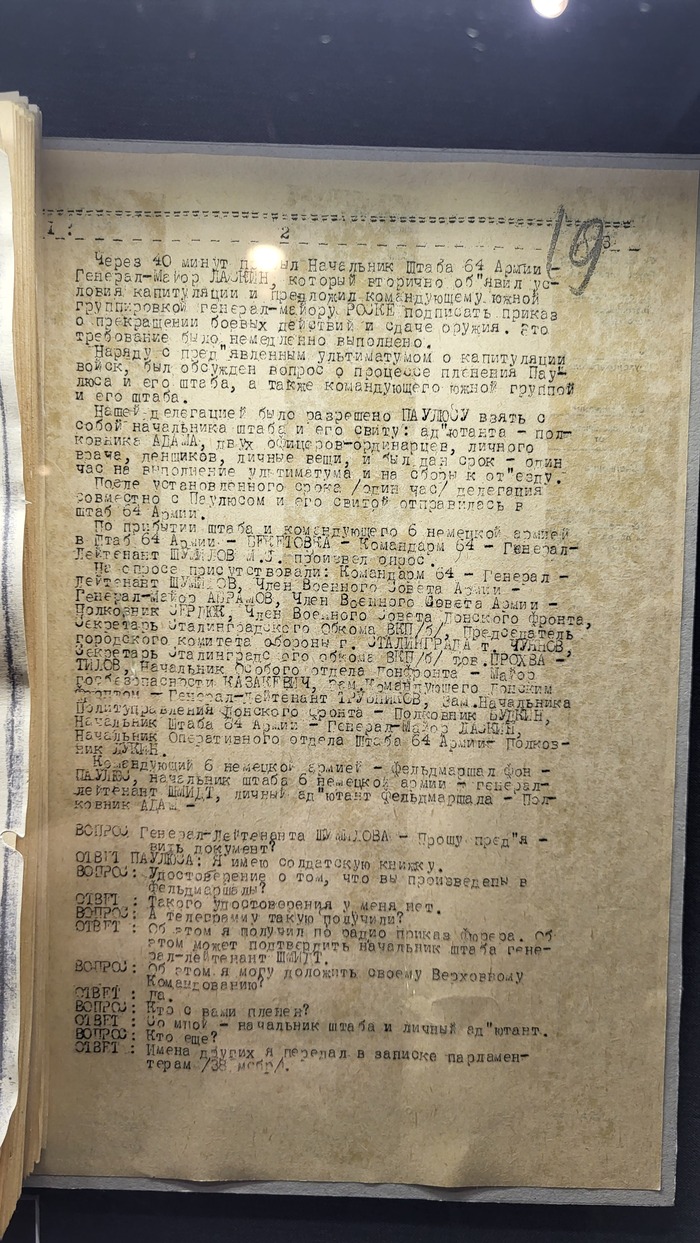 1 : 2 3
19
Через 40 минут Начальник Штаба 64 Армии -
Генерал-Майор ЛАСКИН, который вторично об"явил ус-
ловия капитуляции и предложил командующему южной
группировкой генерал-майору РОСКЕ подписать приказ
о прекращении боевых действий и сдаче оружия. Это
требование было немедленно выполнено.
Наряду с пред"явленным ультиматумом о капитуляции
войск, был обсужден вопрос о процессе пленения Пау-
люса и его штаба, а также командующего южной группой
и его штаба.
Нашей делегацией было разрешено ПАУЛЮСУ взять с
собой начальника штаба и его свиту: ад"ютанта - пол-
ковника АДАМА, двух офицеров-ординарцев, личного
врача, денщиков, личные вещи, и был дан срок - один
час на выполнение ультиматума и на сборы к от"езду.
После установленного срока /один час/ делегация
совместно с Паулюсом и его свитой отправилась в
штаб 64 Армии.
По прибытии штаба и командующего 6 немецкой армией
в Штаб 64 Армии - БЕКЕТОВКА - Командарм 64 - Генерал-
Лейтенант ШУМИЛОВ М.С. произвел опрос.
На опросе присутствовали: Командарм 64 - Генерал -
Лейтенант ШУМИЛОВ, Член Военного Совета Армии -
Генерал-Майор АБРАМОВ, Член Военного Совета Армии -
Полковник СЕРДЮК, Член Военного Совета Донского Фронта,
Секретарь Сталинградского Обкома ВКП/б/, Председатель
городского комитета обороны г. СТАЛИНГРАДА т. ЧУЯНОВ,
Секретарь Сталинградского обкома ВКП/б/ тов. ПРОХВА -
ТИЛОВ, Начальник Особого отдела Донфронта - Майор
госбезопасности КАЗАКЕВИЧ, Зам.Командующего Донским
фронтом - Генерал-Лейтенант ТРУБНИКОВ, Зам.Начальника
Политуправления Донского Фронта - Полковник БУДКИН,
Начальник Штаба 64 Армии - Генерал-Майор ЛАСКИН,
Начальник Оперативного отдела Штаба 64 Армии- Полков-
ник ЛУКИН.
Командующий 6 немецкой армией - фельдмаршал фон -
ПАУЛЮС, начальник штаба 6 немецкой армии - генерал-
лейтенант ШМИДТ, личный ад"ютант фельдмаршала - Пол-
ковник АДАМ -
ВОПРОС Генерал-Лейтенанта ШУМИЛОВА - Прошу пред"я -
вить документ?
ОТВЕТ ПАУЛЮСА: Я имею солдатскую книжку.
ВОПРОС: Удостоверение о том, что вы произведены в
фельдмаршалы?
ОТВЕТ : Такого удостоверения у меня нет.
ВОПРОС: А телеграмму такую получили?
ОТВЕТ : Об этом я получил по радио приказ Фюрера. Об
этом может подтвердить начальник штаба гене-
рал-лейтенант ШМИДТ.
ВОПРОС: Об этом я могу доложить своему Верховному
Командованию?
ОТВЕТ : Да.
ВОПРОС: Кто с вами пленен?
ОТВЕТ : Со мной - начальник штаба и личный ад"ютант.
ВОПРОС: Кто еще?
ОТВЕТ : Имена других я передал в записке парламен-
терам /38 мсбр/.